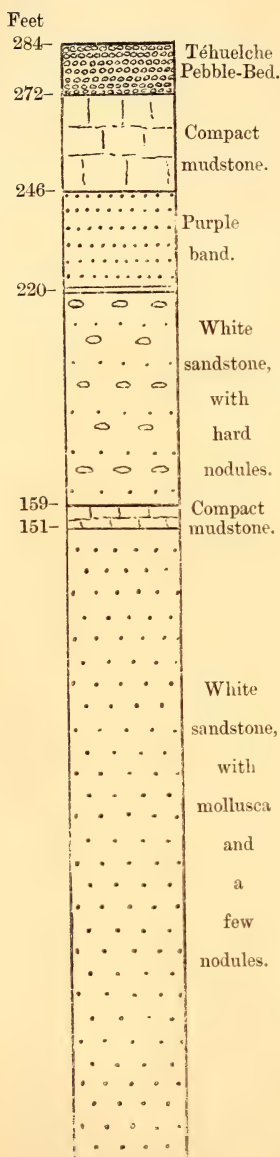 Feet
284–
Téhuelche
Pebble-Bed.
272–
Compact
mudstone.
246–
Purple
band.
220–
White
sandstone,
with
hard
nodules.
159–
Compact
151–
mudstone.
White
sandstone,
with
mollusca
and
a
few
nodules.